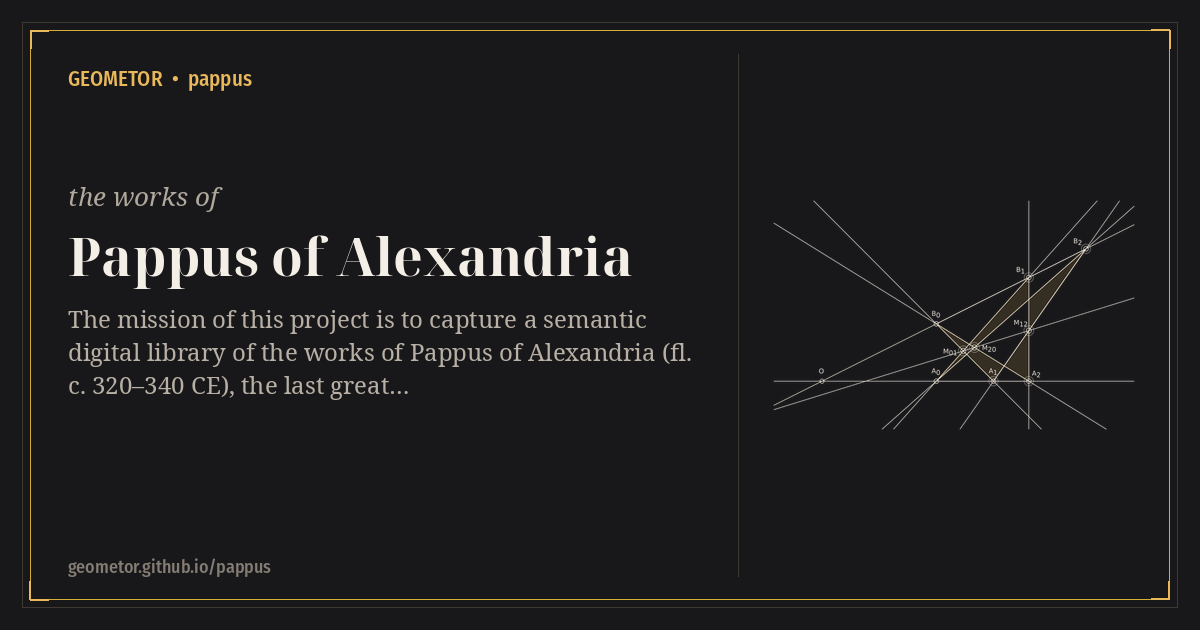 GEOMETOR • pappus
the works of
Pappus of Alexandria
The mission of this project is to capture a semantic
digital library of the works of Pappus of Alexandria (fl.
c. 320–340 CE), the last great…
geometor.github.io/pappus
B2
B1
B0
M12
M01
M20
O
A0
A1
A2